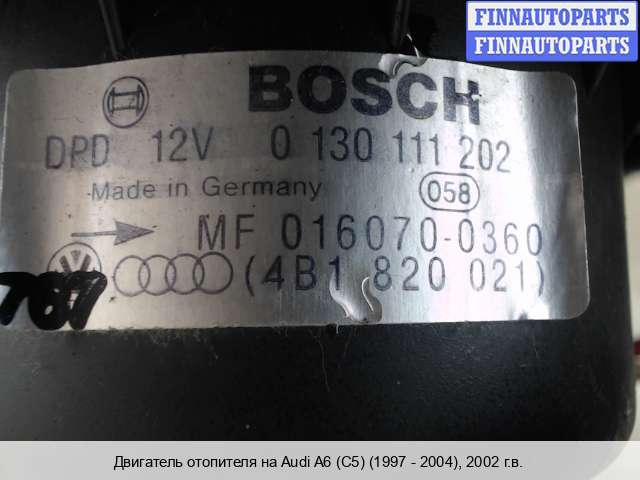 FINNAUTOPARTS
FINNAUTOPARTS
BOSCH
DPD 12V 0 130 111 202
Made in Germany 058
MF 016070-0360
(4B1 820 021)
Двигатель отопителя на Audi A6 (C5) (1997 - 2004), 2002 г.в.